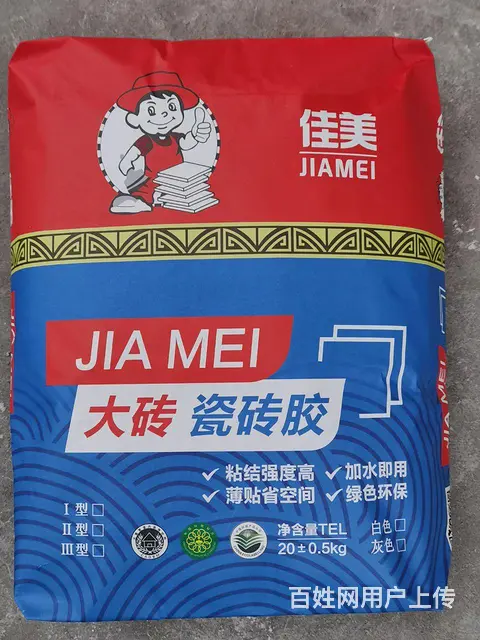 佳美
JIAMEI
JIA MEI
大砖 瓷砖胶
粘结强度高 加水即用
薄贴省空间 绿色环保
I型
II型
III型
净含量TEL
20±0.5kg
白色
灰色
JIA MEI
百姓网用户上传